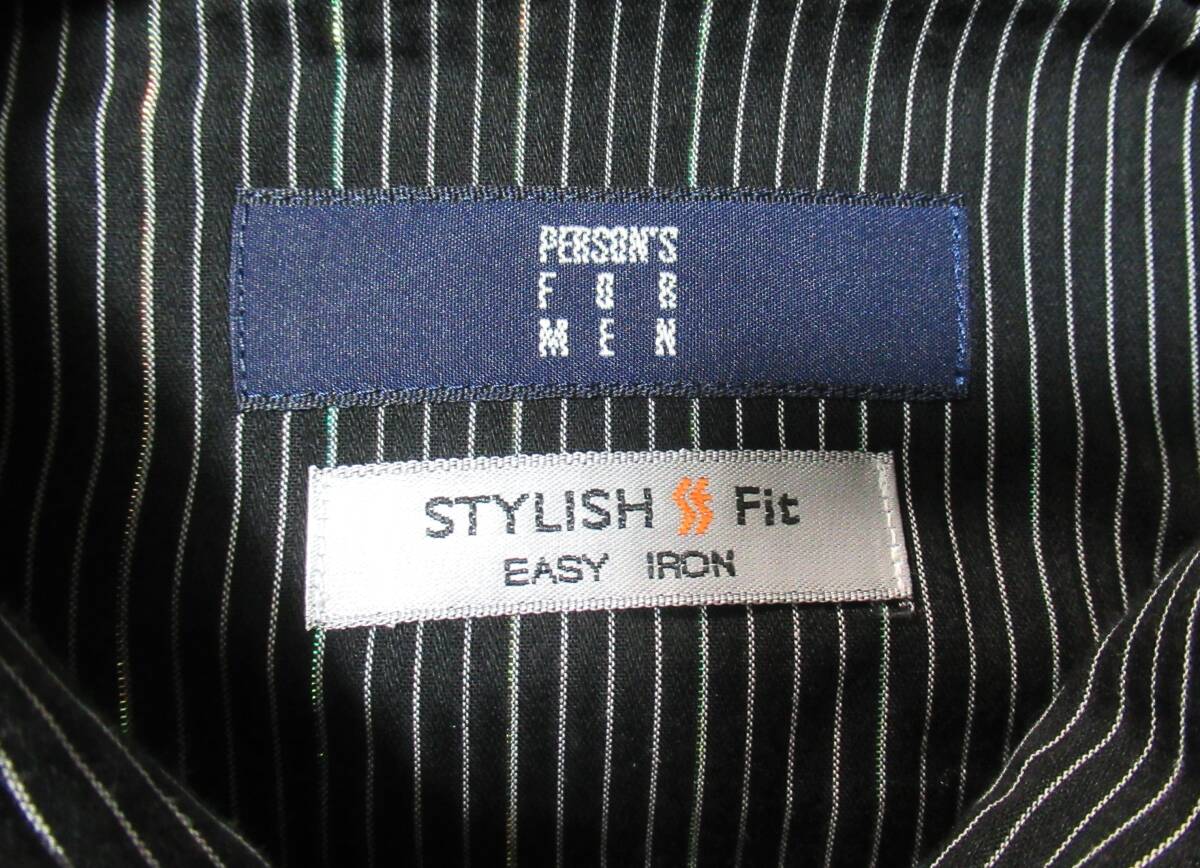 PERSON'S
FOR
MEN
STYLISH Fit
EASY IRON